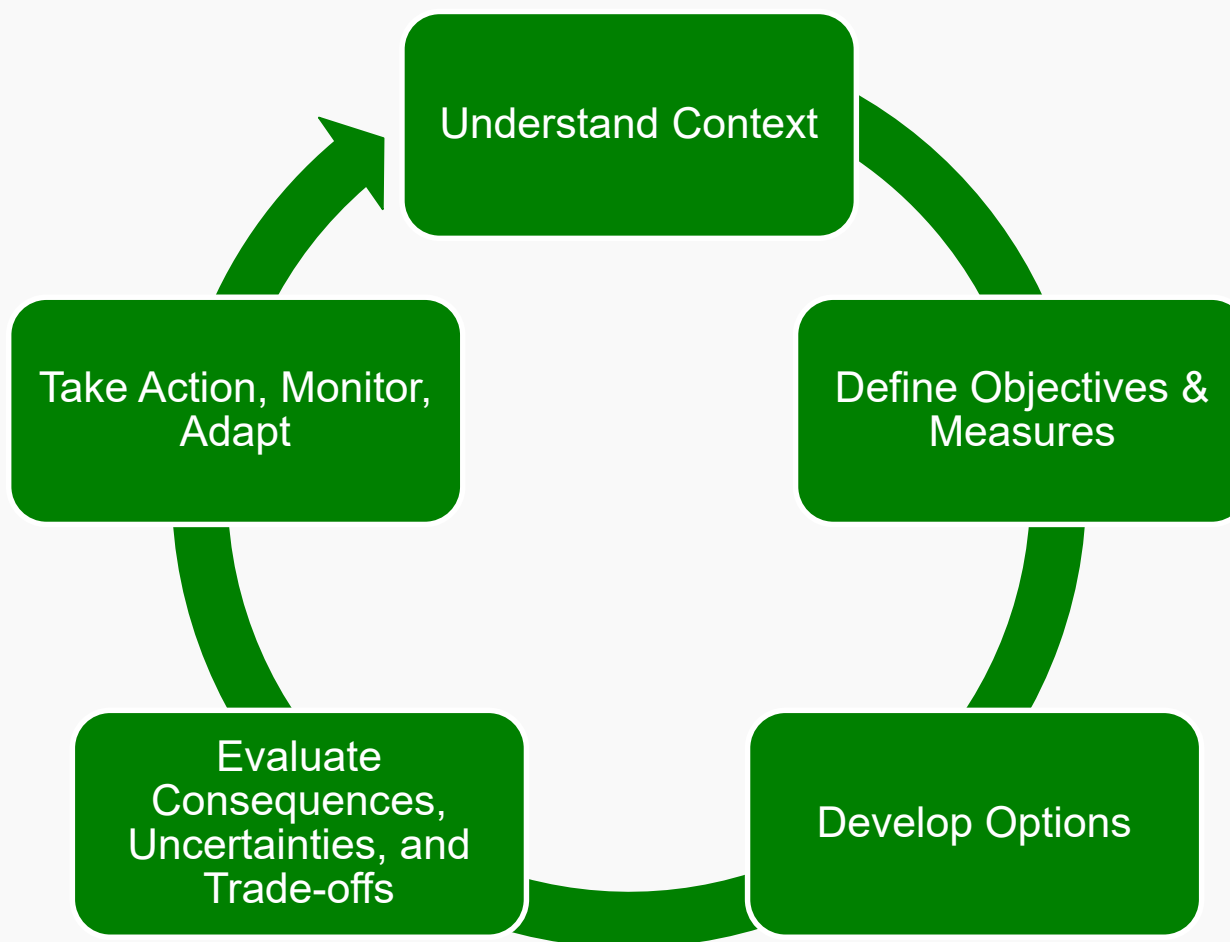 Understand Context
Define Objectives &
Measures
Develop Options
Evaluate
Consequences,
Uncertainties, and
Trade-offs
Take Action, Monitor,
Adapt